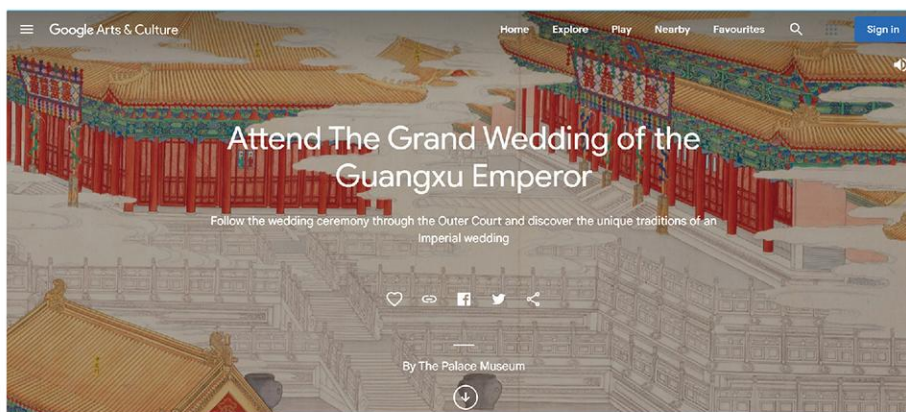 Google Arts & Culture
Home Explore Play Nearby Favourites
Sign in
Attend The Grand Wedding of the
Guangxu Emperor
Follow the wedding ceremony through the Outer Court and discover the unique traditions of an
Imperial wedding
By The Palace Museum